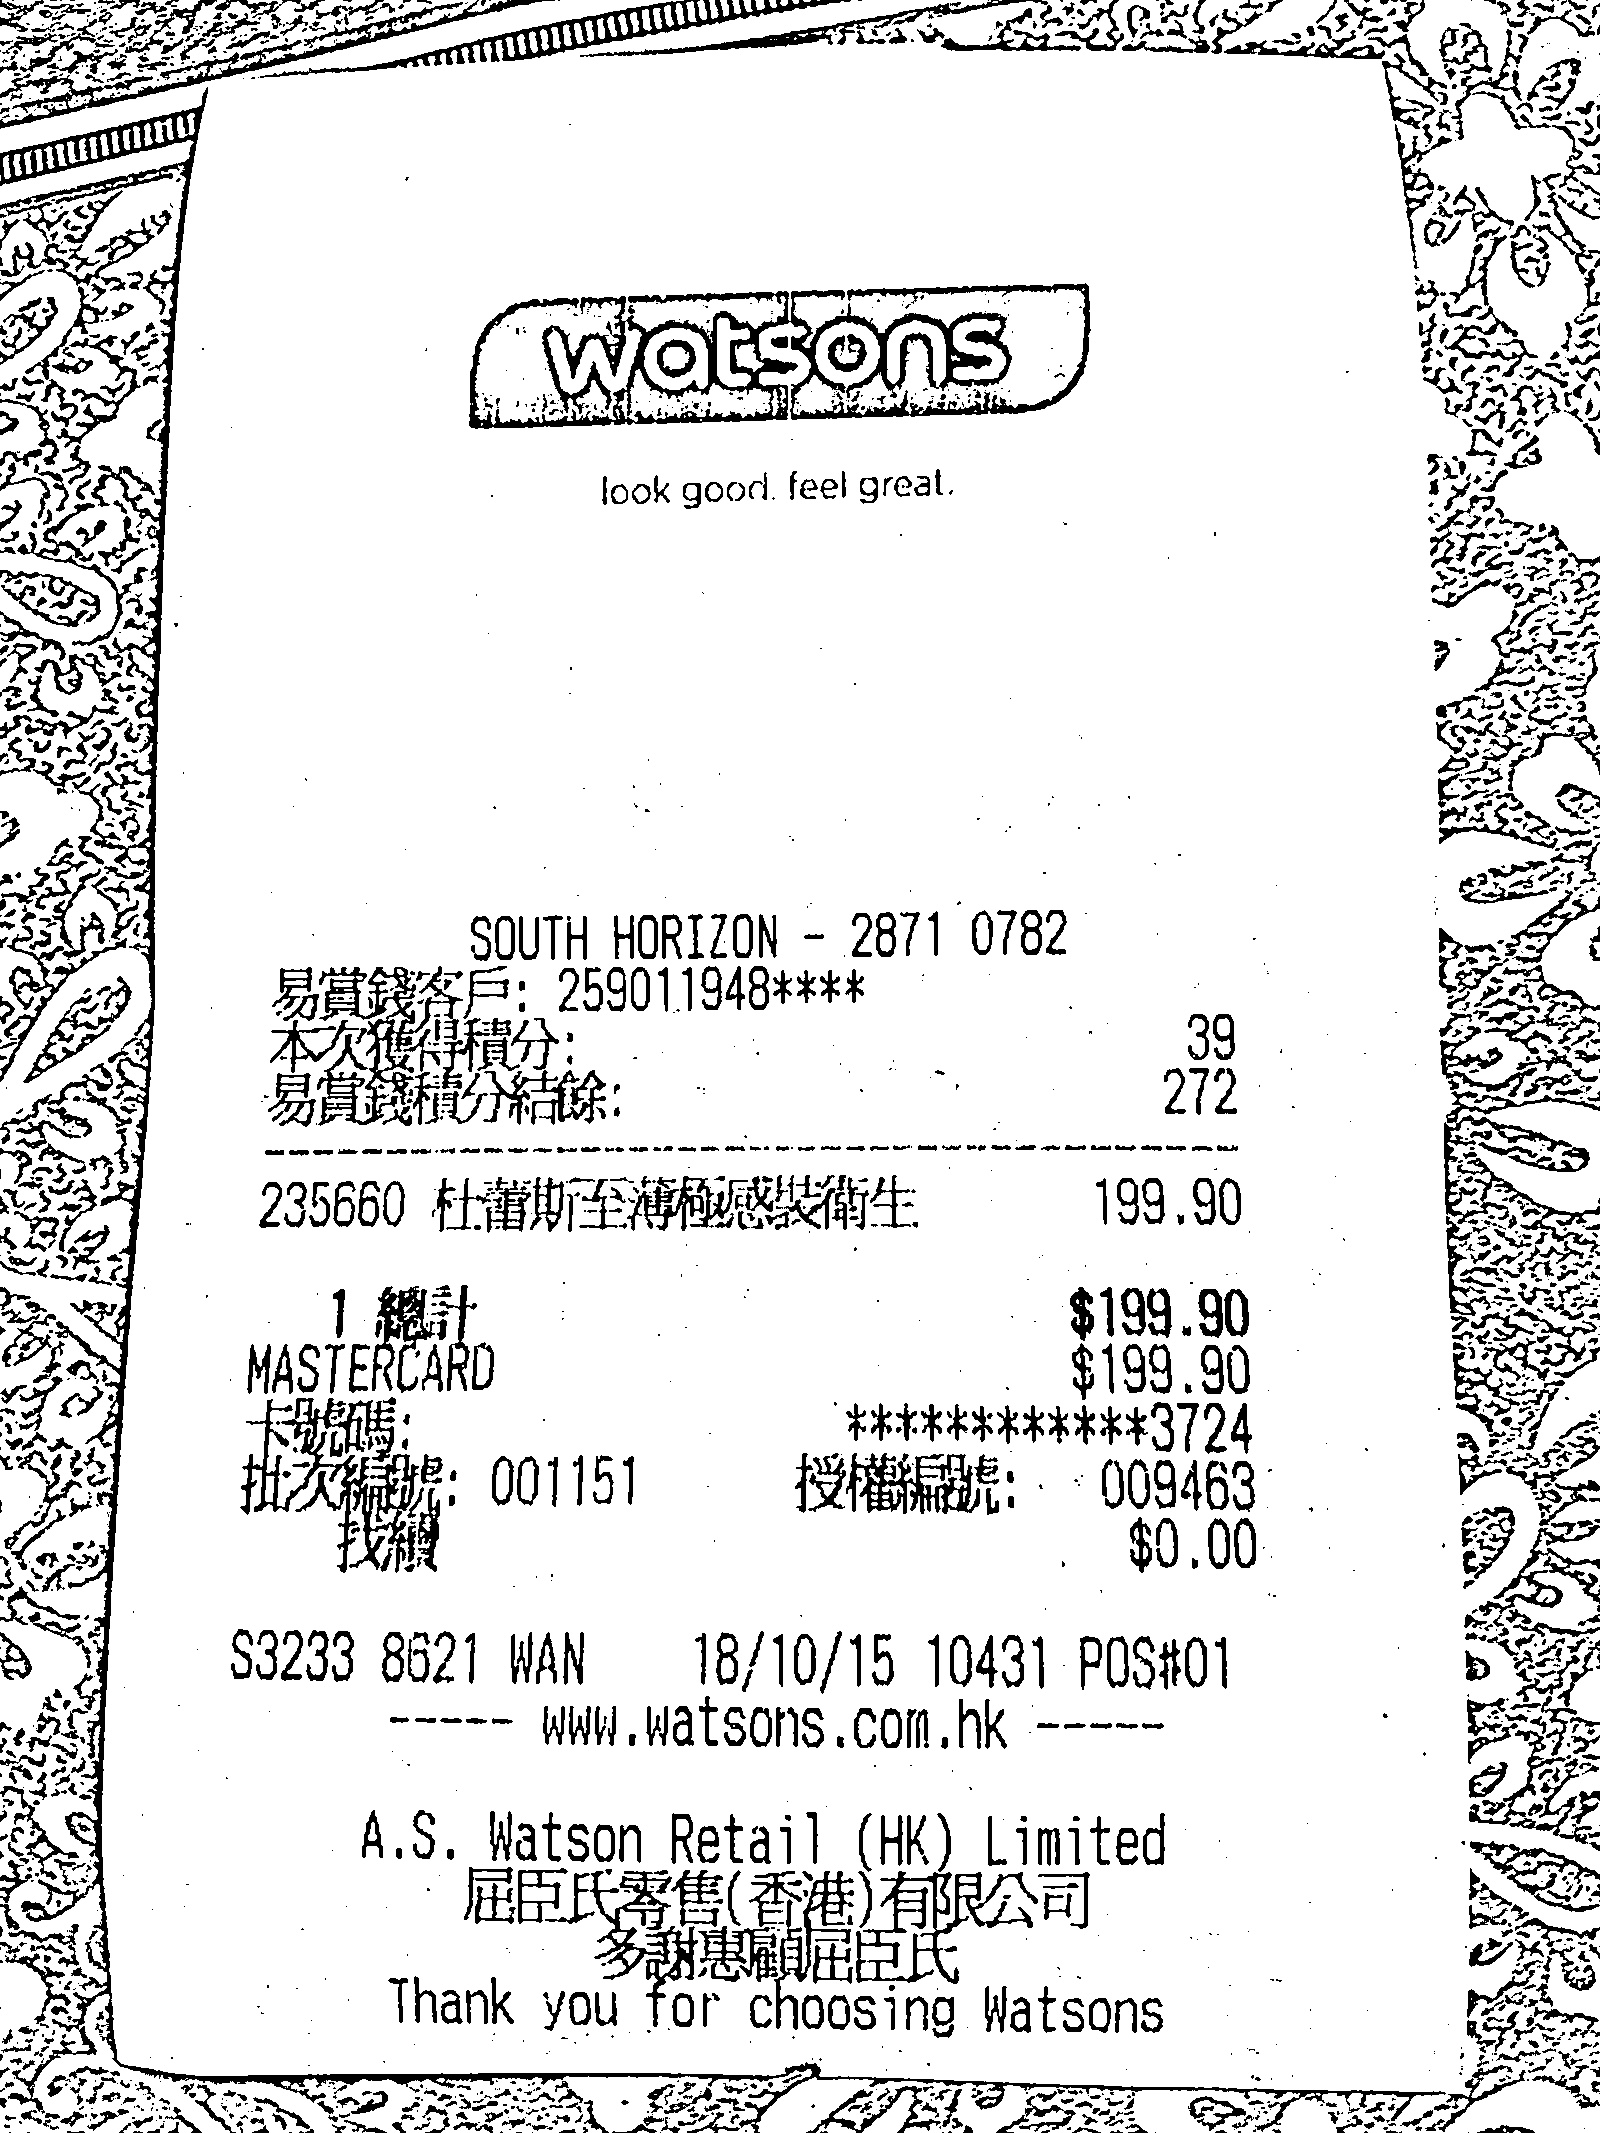 watsons
look good. feel great.
SOUTH HORIZON - 2871 0782
易賞錢客戶: 259011948****
本次獲得積分: 39
易賞錢積分結餘: 272
235660 杜蕾斯至薄極感裝衛生 199.90
1 總計 $199.90
MASTERCARD $199.90
卡號碼: ************3724
批次編號: 001151 授權編號: 009463
找續 $0.00
S3233 8621 WAN 18/10/15 10431 POS#01
----- www.watsons.com.hk -----
A.S. Watson Retail (HK) Limited
屈臣氏零售(香港)有限公司
多謝惠顧屈臣氏
Thank you for choosing Watsons